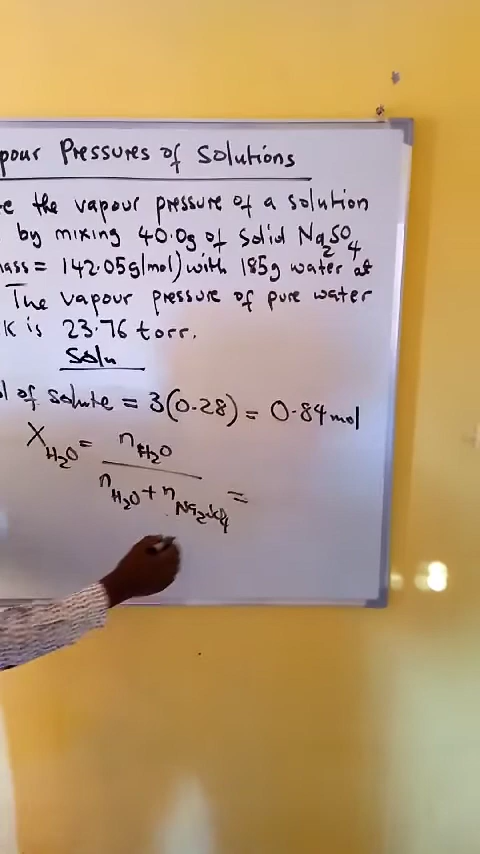 pour Pressures of Solutions
e the vapour pressure of a solution
by mixing 40.0g of solid Na2SO4
mass = 142.05g/mol) with 185g water at
The vapour pressure of pure water
K is 23.76 torr.
Soln
l of solute = 3(0.28) = 0.84mol
XH2O = nH2O
nH2O + nNa2SO4 =